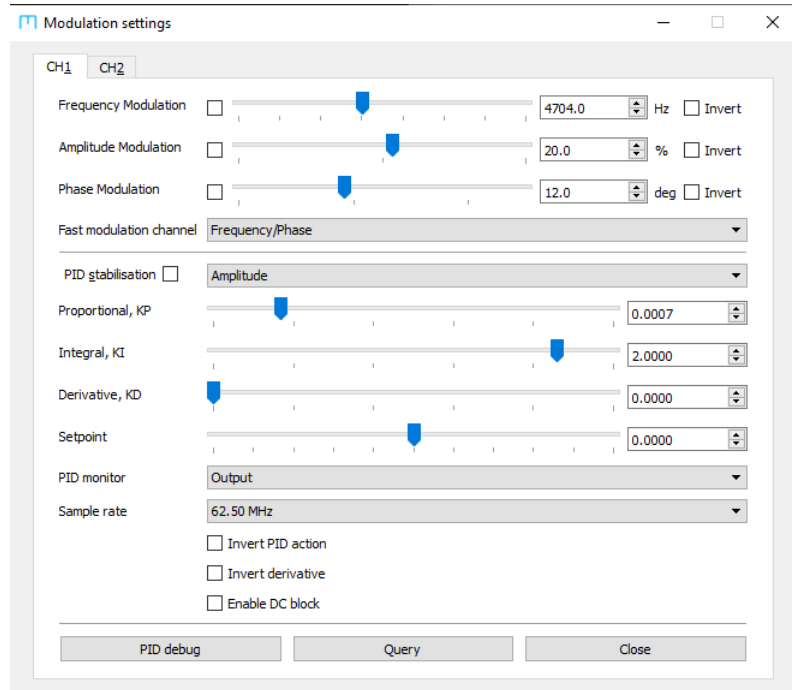 Modulation settings
CH1 CH2
Frequency Modulation 4704.0 Hz Invert
Amplitude Modulation 20.0 % Invert
Phase Modulation 12.0 deg Invert
Fast modulation channel Frequency/Phase
PID stabilisation Amplitude
Proportional, KP 0.0007
Integral, KI 2.0000
Derivative, KD 0.0000
Setpoint 0.0000
PID monitor Output
Sample rate 62.50 MHz
Invert PID action
Invert derivative
Enable DC block
PID debug Query Close